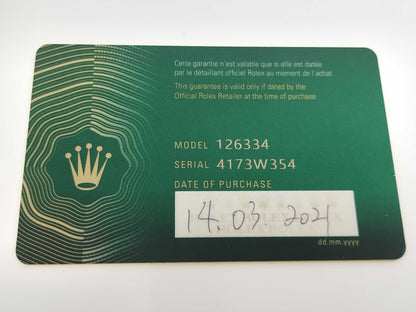 Cette garantie n'est valable que si elle est datée
par le détaillant officiel Rolex au moment de l'achat
This guarantee is valid only if dated by the
Official Rolex Retailer at the time of purchase
MODEL 126334
SERIAL 4173W354
DATE OF PURCHASE
14.03.2021
dd.mm.yyyy